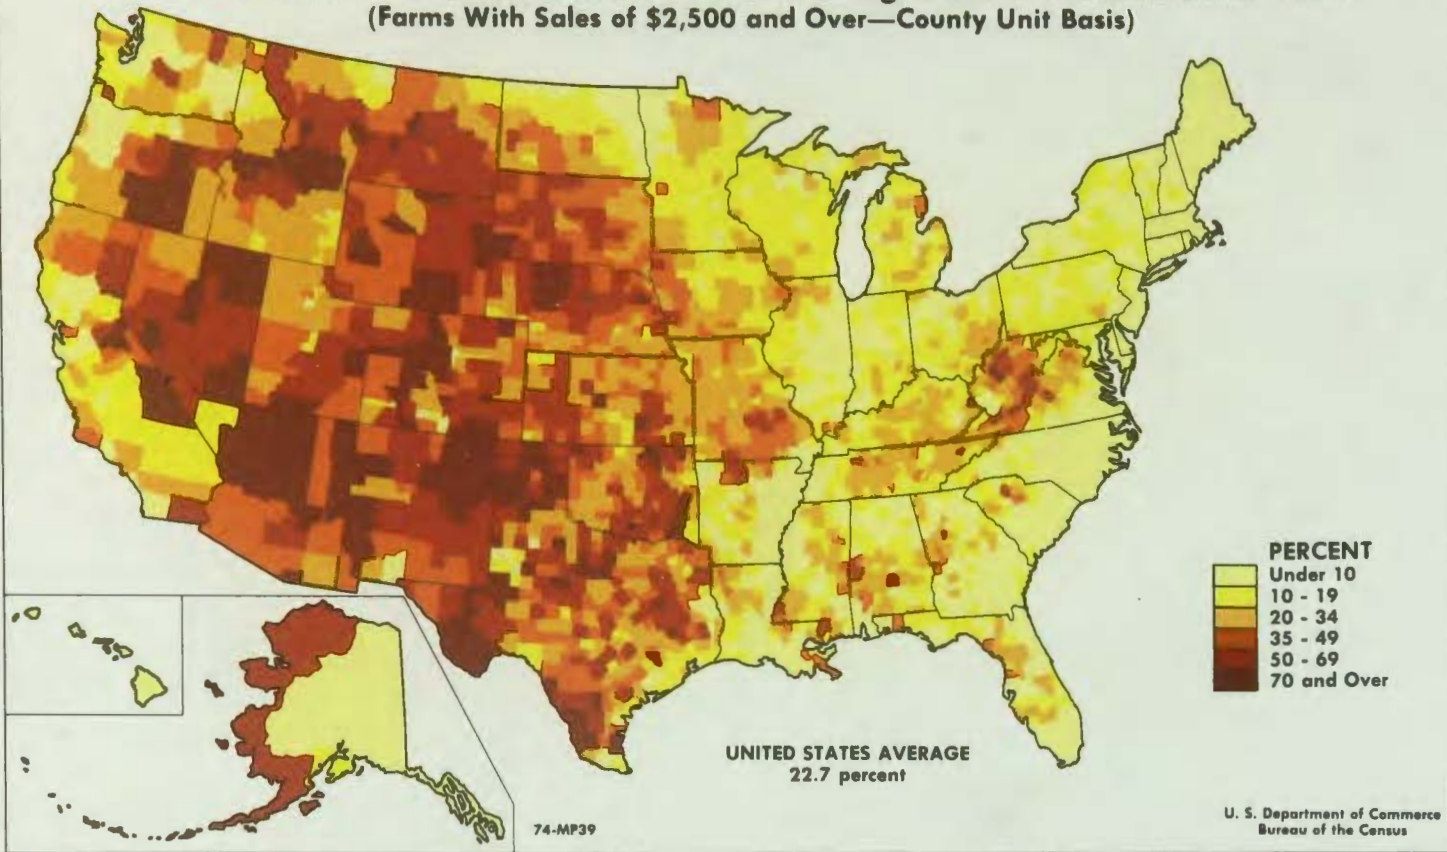 (Farms With Sales of $2,500 and Over—County Unit Basis)
PERCENT
Under 10
10 - 19
20 - 34
35 - 49
50 - 69
70 and Over
UNITED STATES AVERAGE
22.7 percent
74-MP39
U. S. Department of Commerce
Bureau of the Census